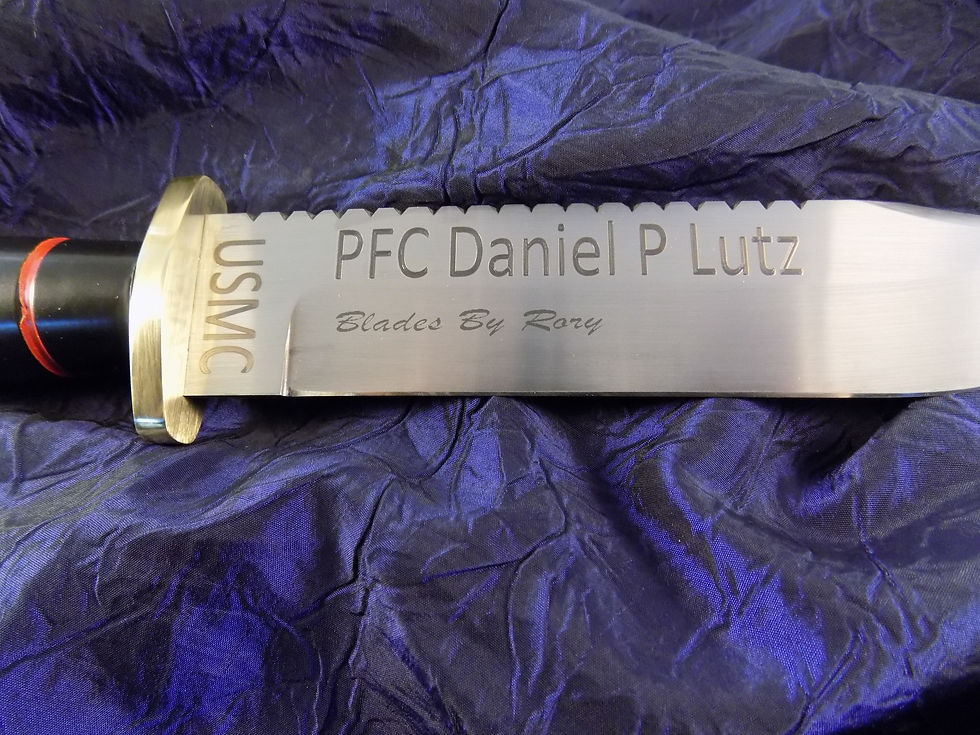 USMC
PFC Daniel P Lutz
Blades By Rory